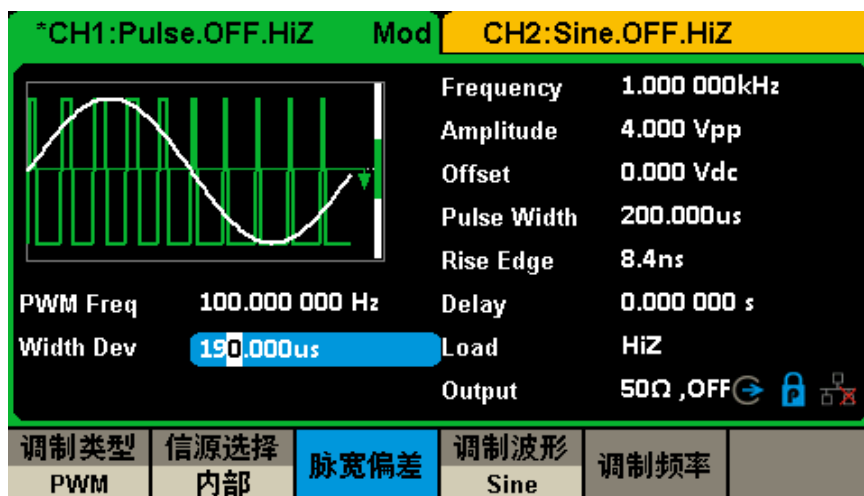 *CH1:Pulse.OFF.HiZ Mod CH2:Sine.OFF.HiZ
Frequency 1.000 000kHz
Amplitude 4.000 Vpp
Offset 0.000 Vdc
Pulse Width 200.000us
Rise Edge 8.4ns
PWM Freq 100.000 000 Hz Delay 0.000 000 s
Width Dev 190.000us Load HiZ
Output 50Ω ,OFF P
调制类型 信源选择 脉宽偏差 调制波形 调制频率
PWM 内部 Sine